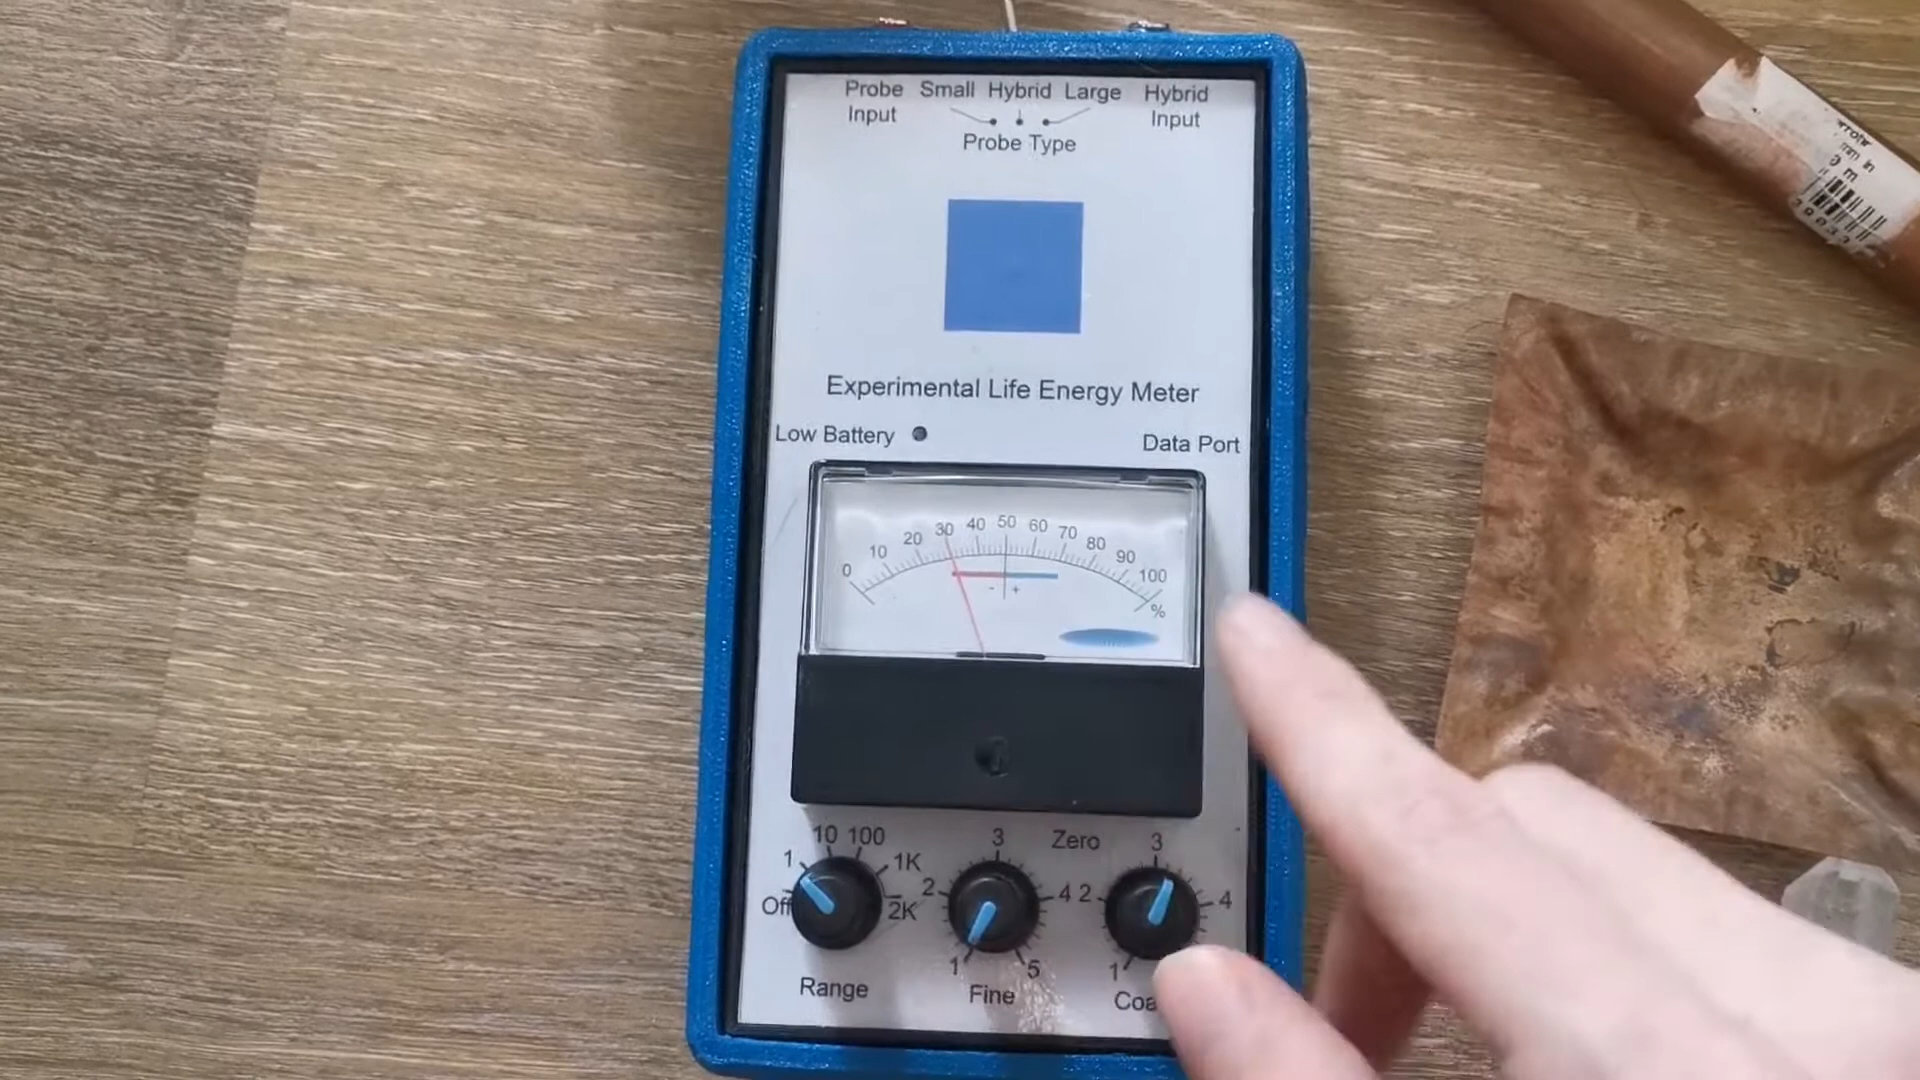 Probe Small Hybrid Large Hybrid
Input Input
Probe Type
Experimental Life Energy Meter
Low Battery
Data Port
0 10 20 30 40 50 60 70 80 90 100
- +
%
10 100 3 Zero 3
1 1K 2 4 2 4
Off 2K
1 5 1
Range Fine
mm in
m